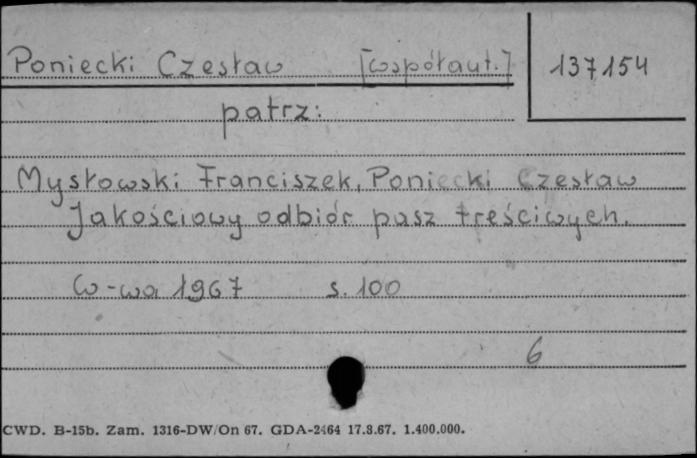 Poniecki Czesław [współaut.] 137154
patrz:
Mysłowski Franciszek, Poniecki Czesław
Jakościowy odbiór pasz treściwych.
W-wa 1967 s. 100
6
CWD. B-15b. Zam. 1316-DW/On 67. GDA-2464 17.8.67. 1.400.000.